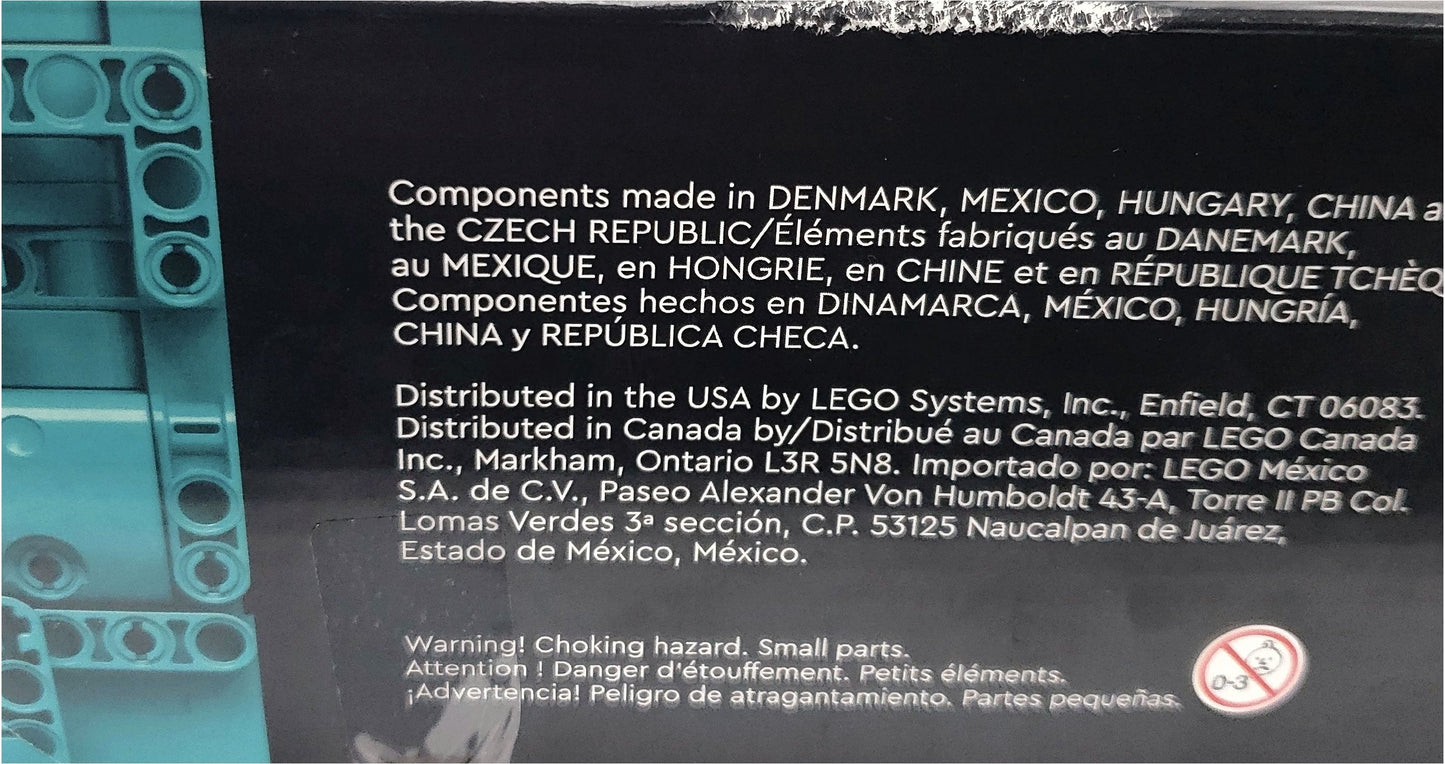 Components made in DENMARK, MEXICO, HUNGARY, CHINA a
the CZECH REPUBLIC/Éléments fabriqués au DANEMARK,
au MEXIQUE, en HONGRIE, en CHINE et en RÉPUBLIQUE TCHÈQ
Componentes hechos en DINAMARCA, MÉXICO, HUNGRÍA,
CHINA y REPÚBLICA CHECA.
Distributed in the USA by LEGO Systems, Inc., Enfield, CT 06083.
Distributed in Canada by/Distribué au Canada par LEGO Canada
Inc., Markham, Ontario L3R 5N8. Importado por: LEGO México
S.A. de C.V., Paseo Alexander Von Humboldt 43-A, Torre II PB Col.
Lomas Verdes 3ª sección, C.P. 53125 Naucalpan de Juárez,
Estado de México, México.
Warning! Choking hazard. Small parts.
Attention ! Danger d'étouffement. Petits éléments.
¡Advertencia! Peligro de atragantamiento. Partes pequeñas.
0-3